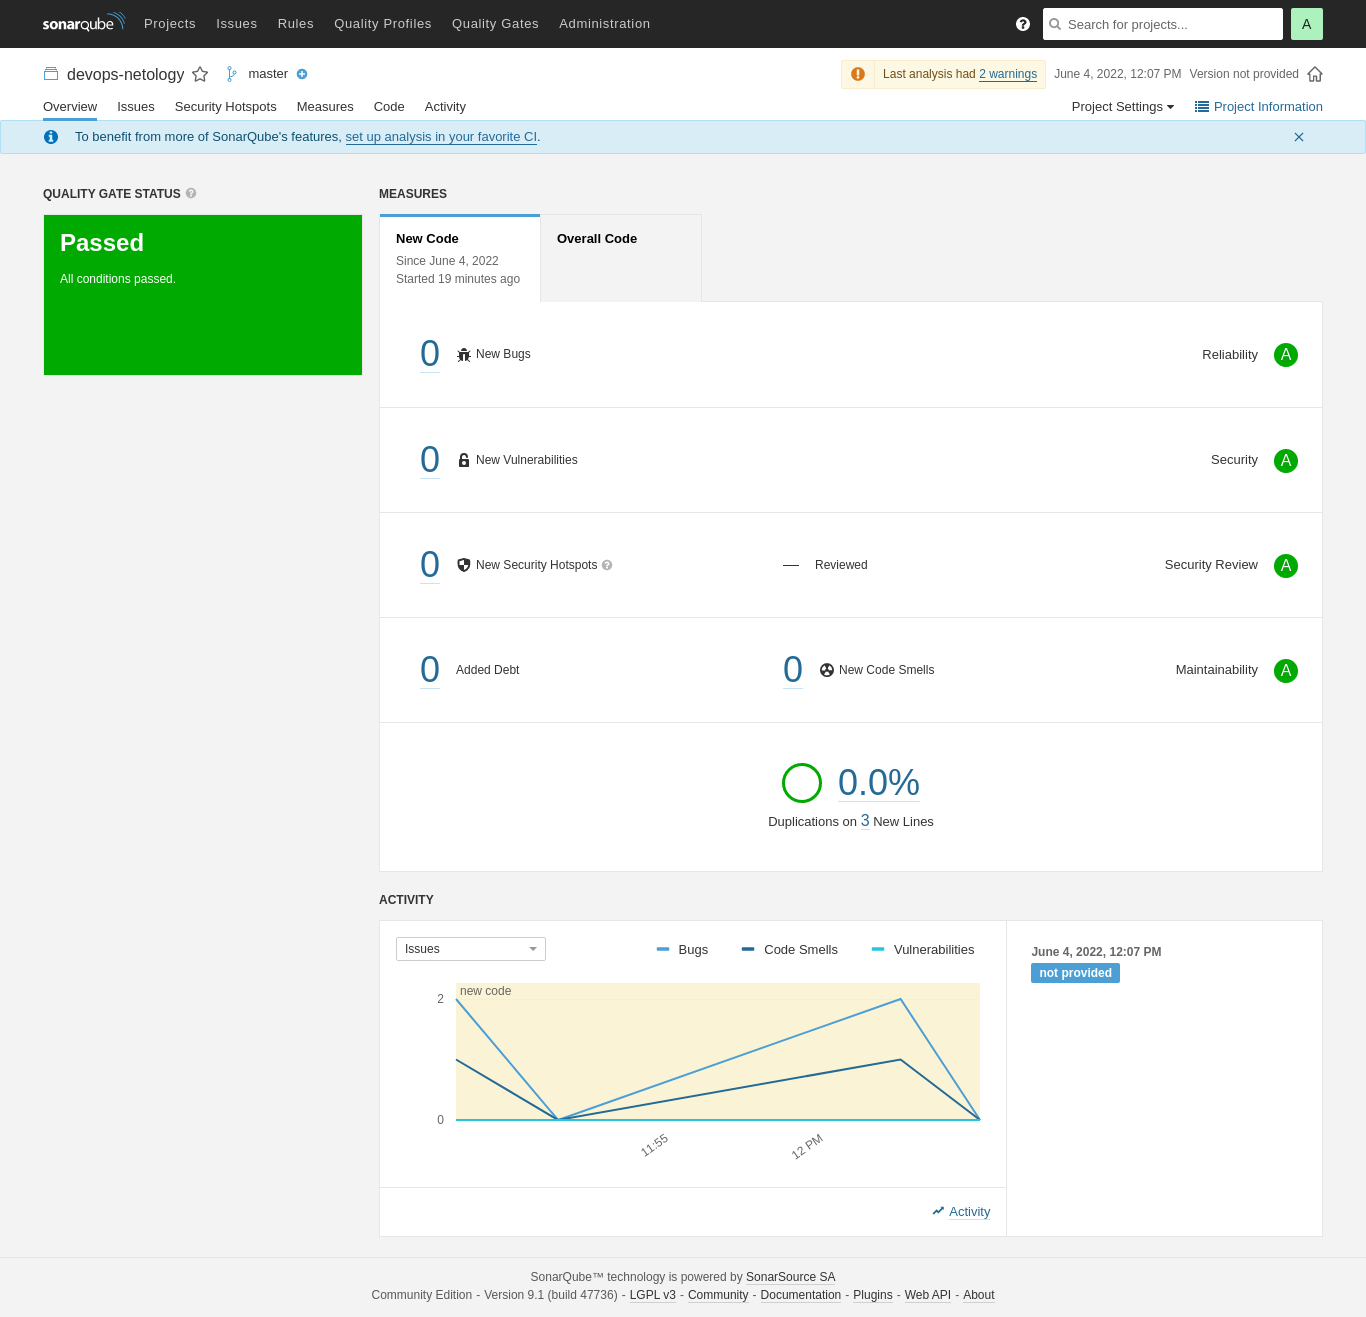 sonarqube Projects Issues Rules Quality Profiles Quality Gates Administration Search for projects... A
devops-netology master Last analysis had 2 warnings June 4, 2022, 12:07 PM Version not provided
Overview Issues Security Hotspots Measures Code Activity Project Settings Project Information
To benefit from more of SonarQube's features, set up analysis in your favorite CI.
QUALITY GATE STATUS MEASURES
Passed
All conditions passed.
New Code Overall Code
Since June 4, 2022
Started 19 minutes ago
0 New Bugs Reliability A
0 New Vulnerabilities Security A
0 New Security Hotspots — Reviewed Security Review A
0 Added Debt 0 New Code Smells Maintainability A
0.0%
Duplications on 3 New Lines
ACTIVITY
Issues Bugs Code Smells Vulnerabilities
June 4, 2022, 12:07 PM
not provided
new code
2
0
11:55 12 PM
Activity
SonarQube™ technology is powered by SonarSource SA
Community Edition - Version 9.1 (build 47736) - LGPL v3 - Community - Documentation - Plugins - Web API - About